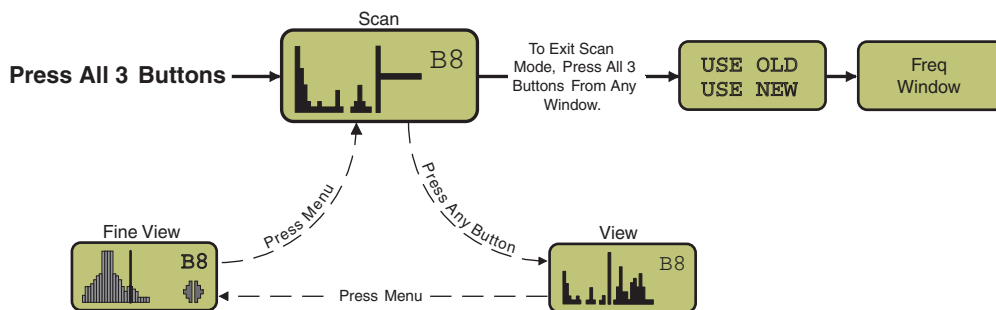 Scan
Press All 3 Buttons
B8
To Exit Scan
Mode, Press All 3
Buttons From Any
Window.
USE OLD
USE NEW
Freq
Window
Press Menu
Press Any Button
Fine View
B8
Press Menu
View
B8